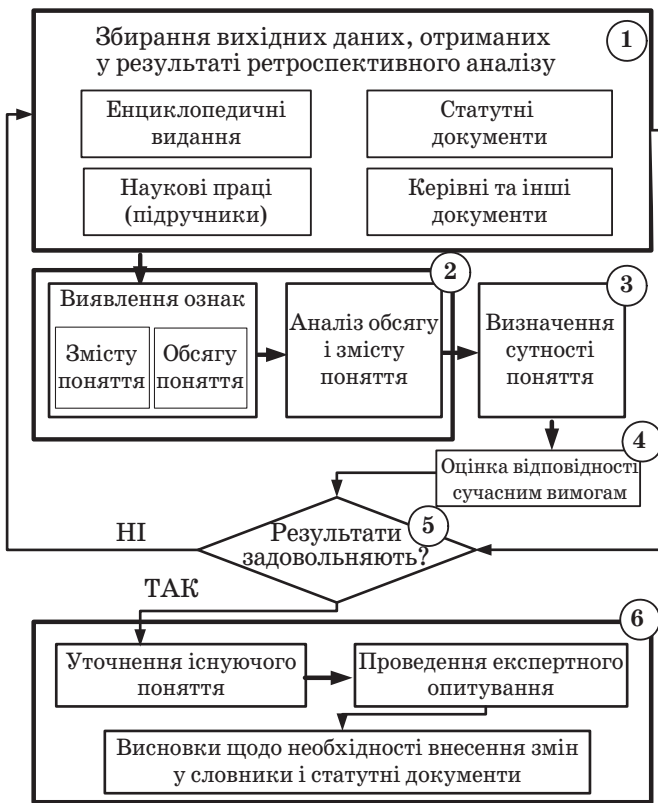 Збирання вихідних даних, отриманих
у результаті ретроспективного аналізу
1
Енциклопедичні
видання
Статутні
документи
Наукові праці
(підручники)
Керівні та інші
документи
2
Виявлення ознак
Змісту
поняття
Обсягу
поняття
Аналіз обсягу
і змісту
поняття
3
Визначення
сутності
поняття
4
Оцінка відповідності
сучасним вимогам
5
Результати
задовольняють?
НІ
ТАК
6
Уточнення існуючого
поняття
Проведення експертного
опитування
Висновки щодо необхідності внесення змін
у словники і статутні документи